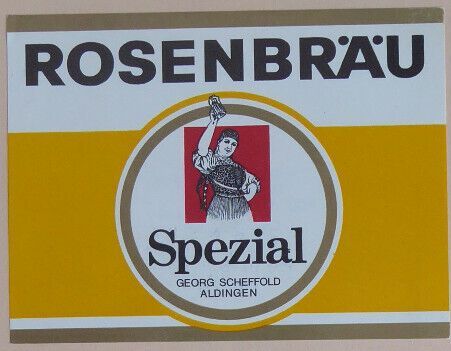 ROSENBRÄU
Spezial
GEORG SCHEFFOLD
ALDINGEN